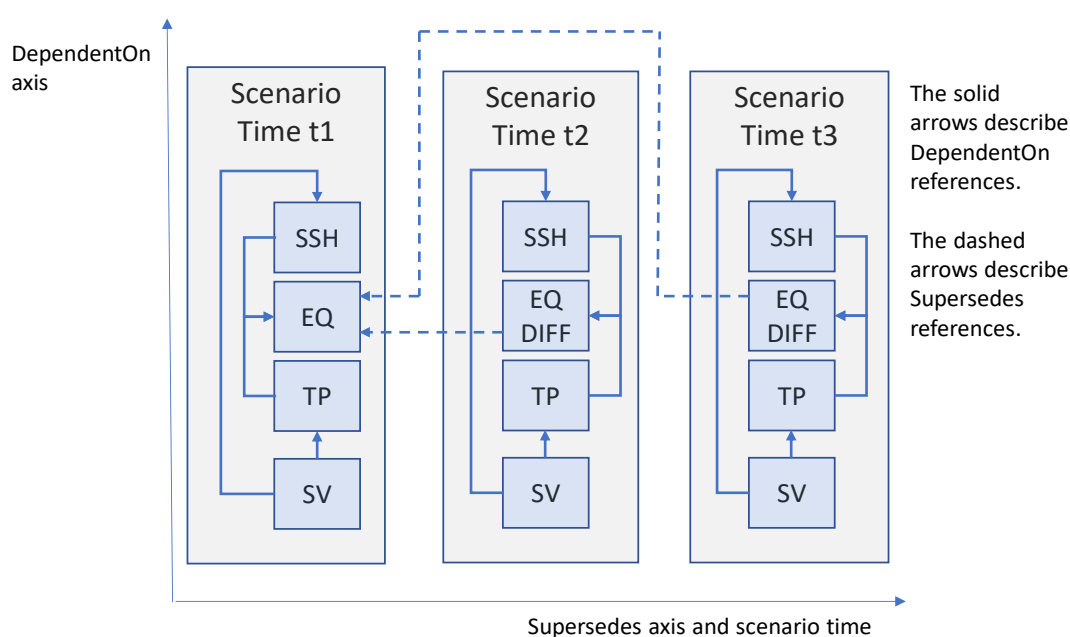 DependentOn
axis
Scenario
Time t1
SSH
EQ
TP
SV
Scenario
Time t2
SSH
EQ
DIFF
TP
SV
Scenario
Time t3
SSH
EQ
DIFF
TP
SV
The solid
arrows describe
DependentOn
references.
The dashed
arrows describe
Supersedes
references.
Supersedes axis and scenario time